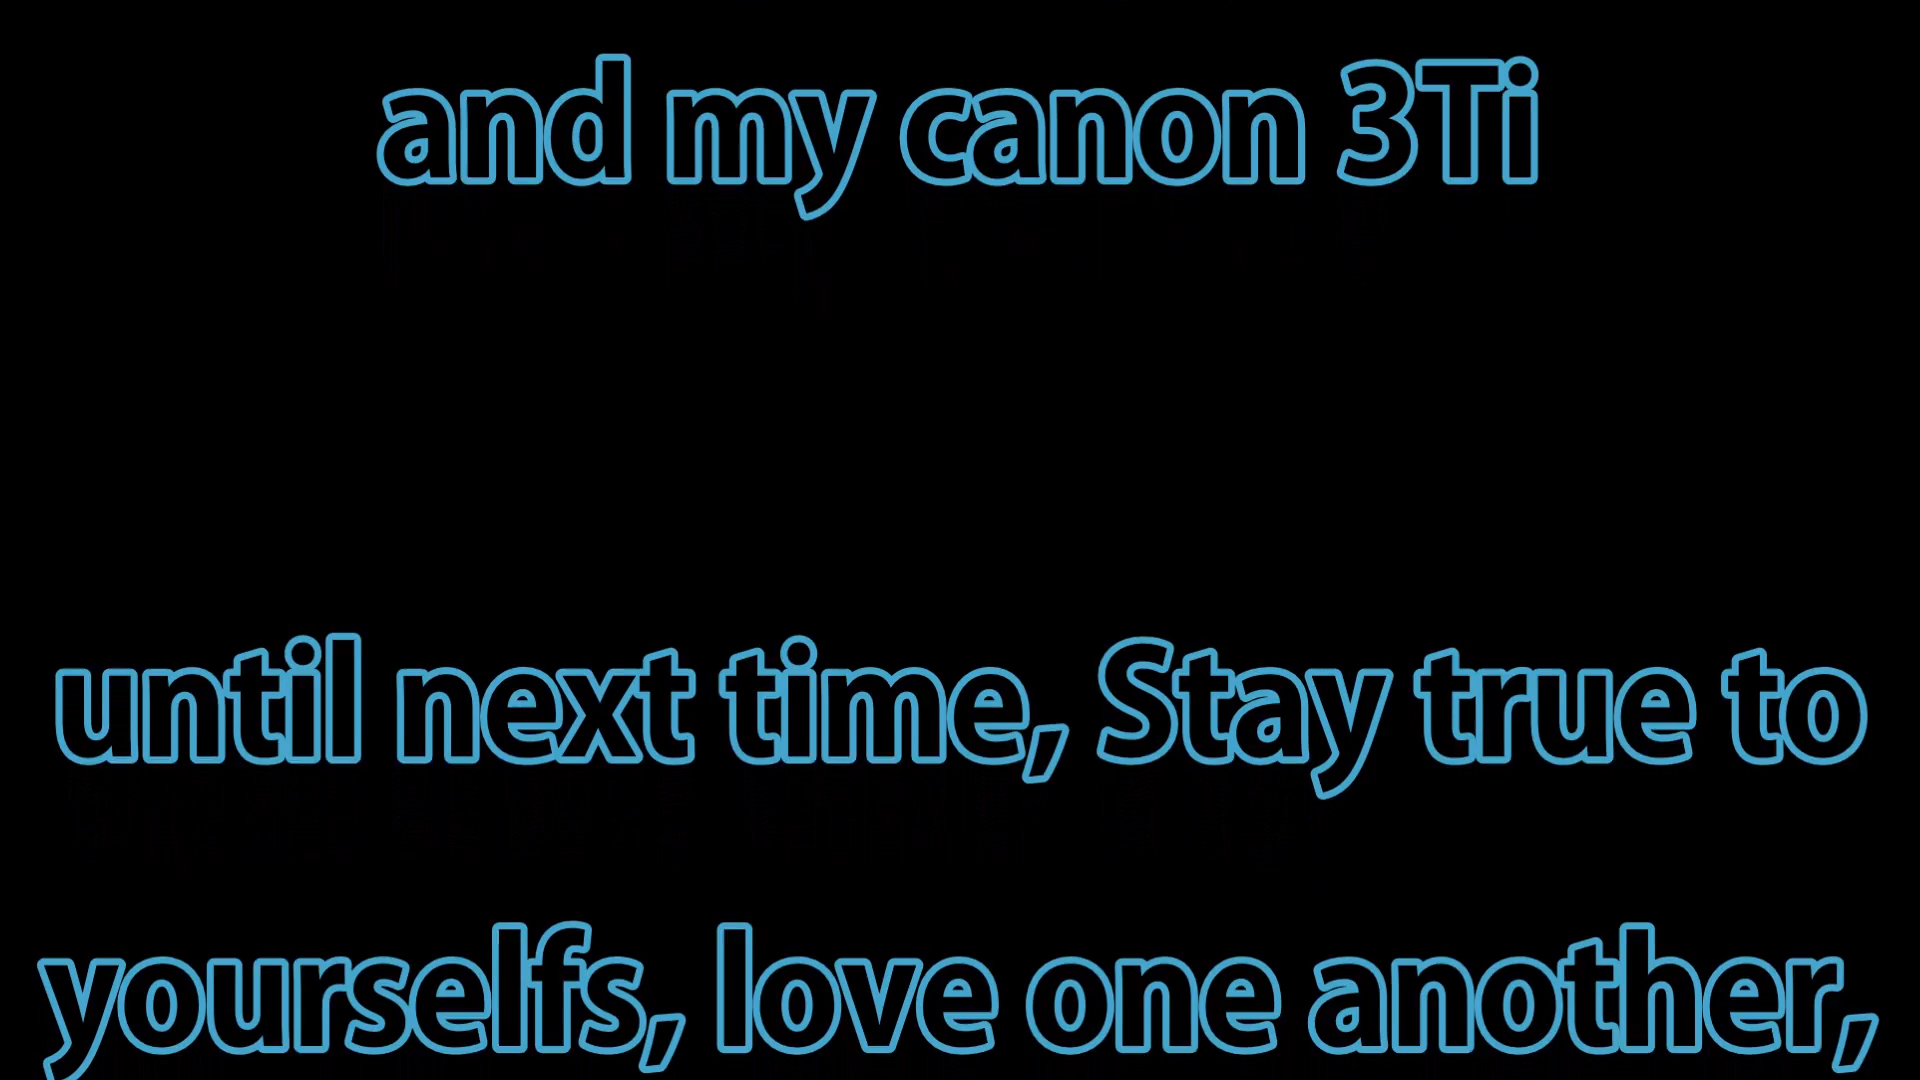 and my canon 3Ti
until next time, Stay true to
yourselfs, love one another,